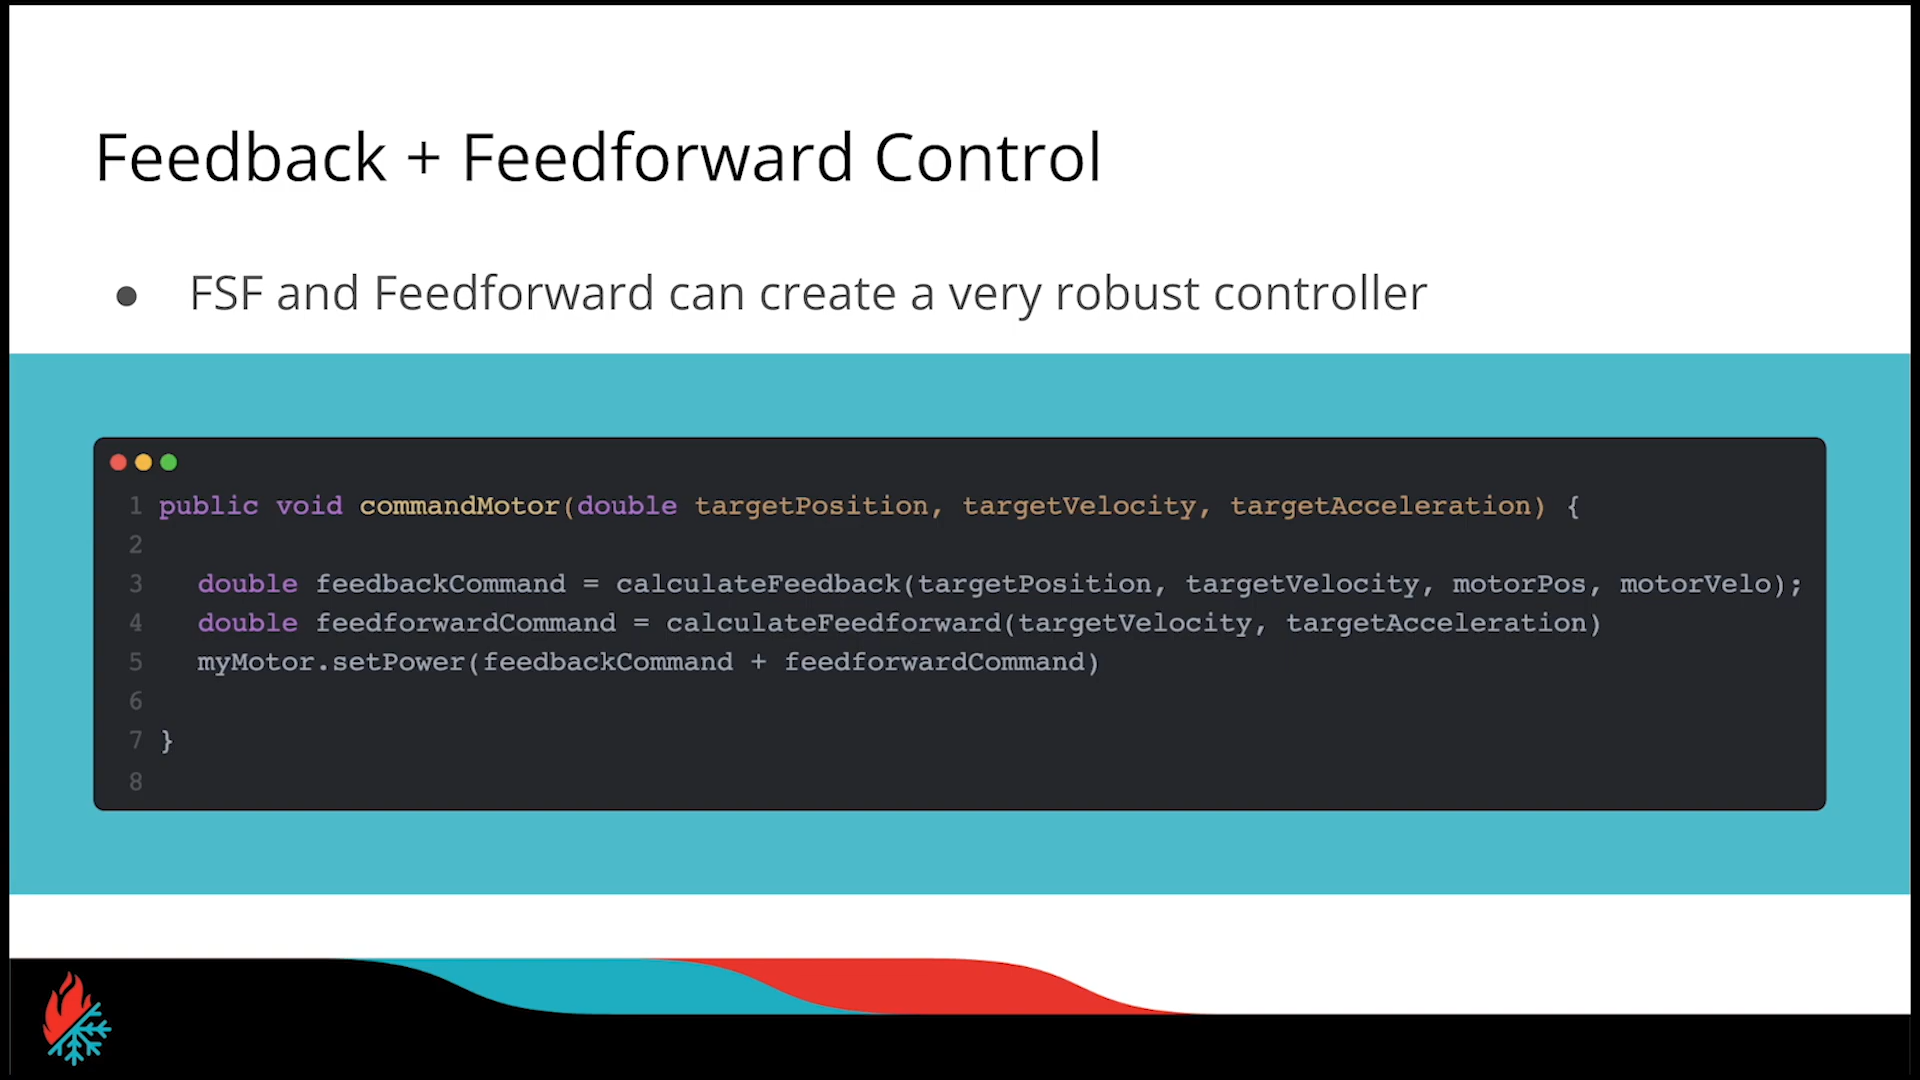 Feedback + Feedforward Control
● FSF and Feedforward can create a very robust controller
1 public void commandMotor(double targetPosition, targetVelocity, targetAcceleration) {
2
3 double feedbackCommand = calculateFeedback(targetPosition, targetVelocity, motorPos, motorVelo);
4 double feedforwardCommand = calculateFeedforward(targetVelocity, targetAcceleration)
5 myMotor.setPower(feedbackCommand + feedforwardCommand)
6
7 }
8